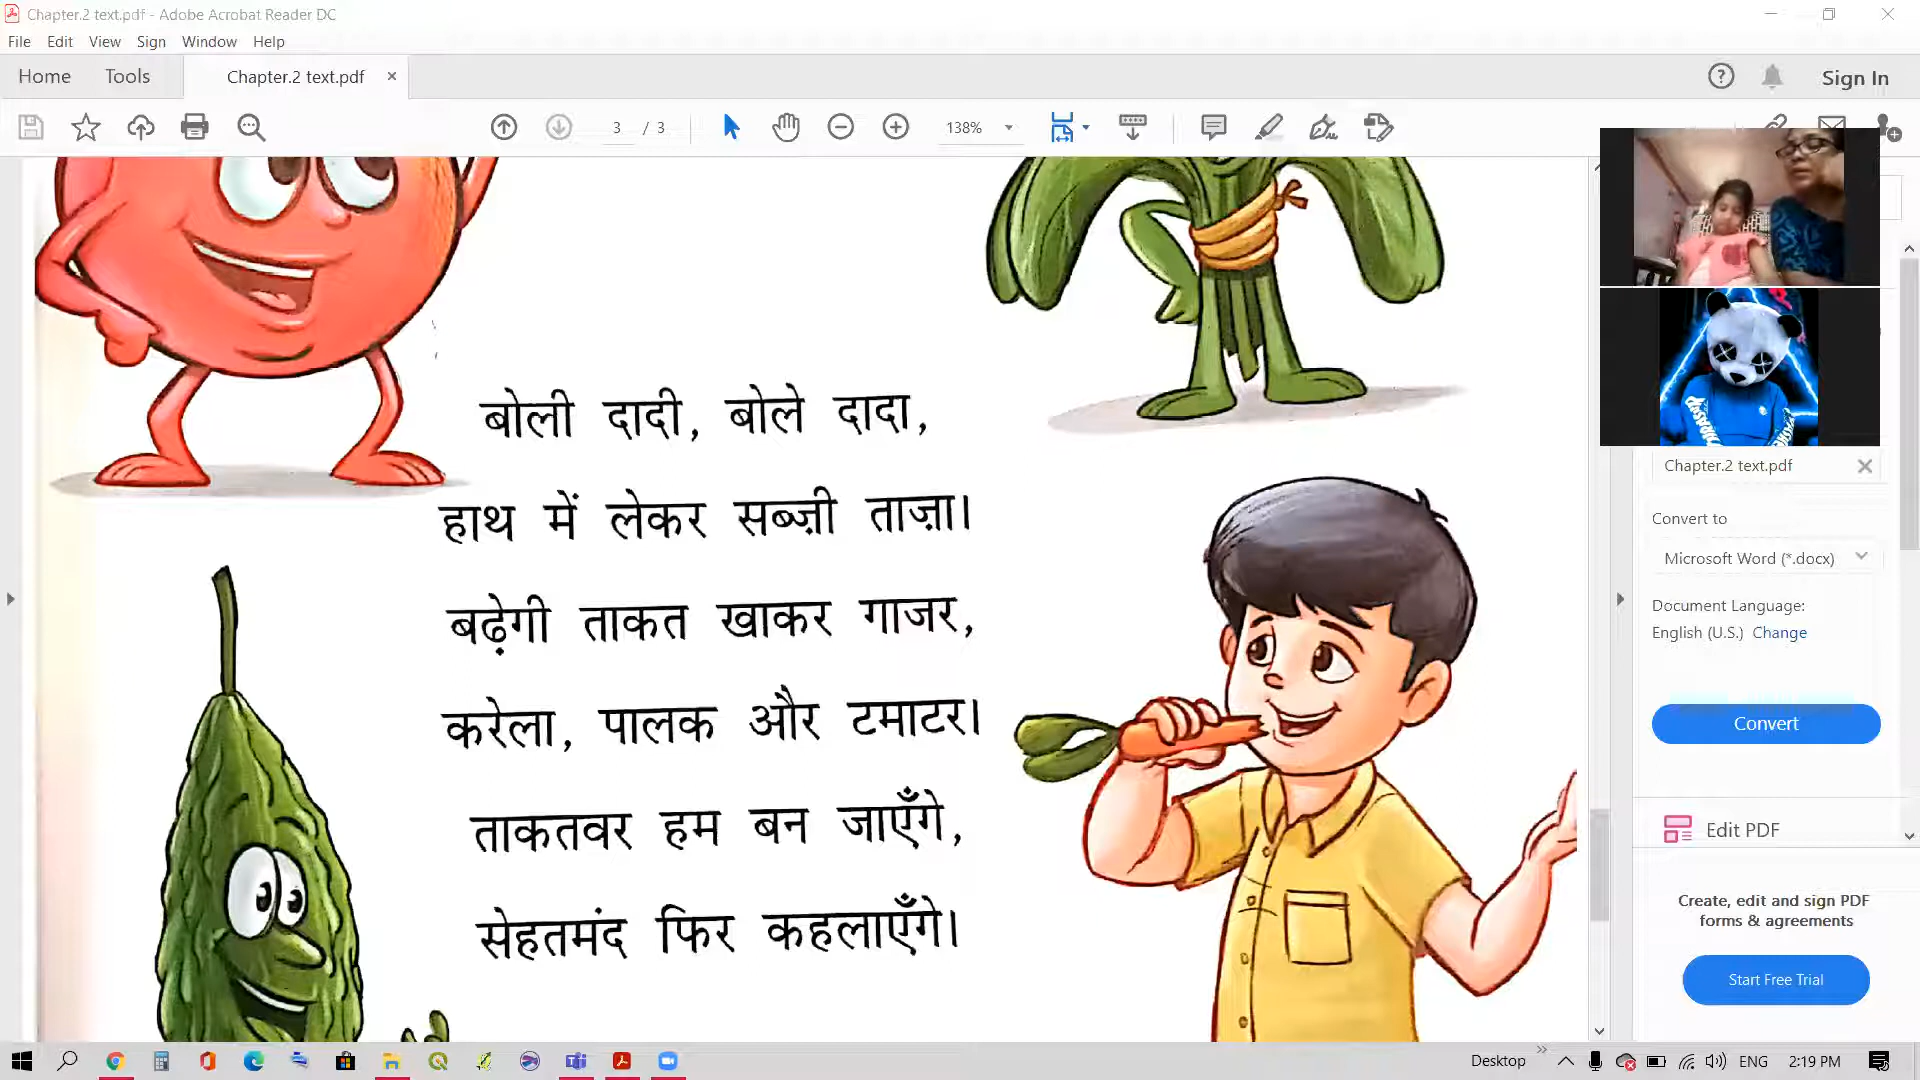 Chapter.2 text.pdf - Adobe Acrobat Reader DC
File Edit View Sign Window Help
Home Tools Chapter.2 text.pdf × Sign In
3 / 3 138%
बोली दादी, बोले दादा,
हाथ में लेकर सब्ज़ी ताज़ा।
बढ़ेगी ताकत खाकर गाजर,
करेला, पालक और टमाटर।
ताकतवर हम बन जाएँगे,
सेहतमंद फिर कहलाएँगे।
Chapter.2 text.pdf
Convert to
Microsoft Word (*.docx)
Document Language:
English (U.S.) Change
Convert
Edit PDF
Create, edit and sign PDF
forms & agreements
Start Free Trial
Desktop ENG 2:19 PM